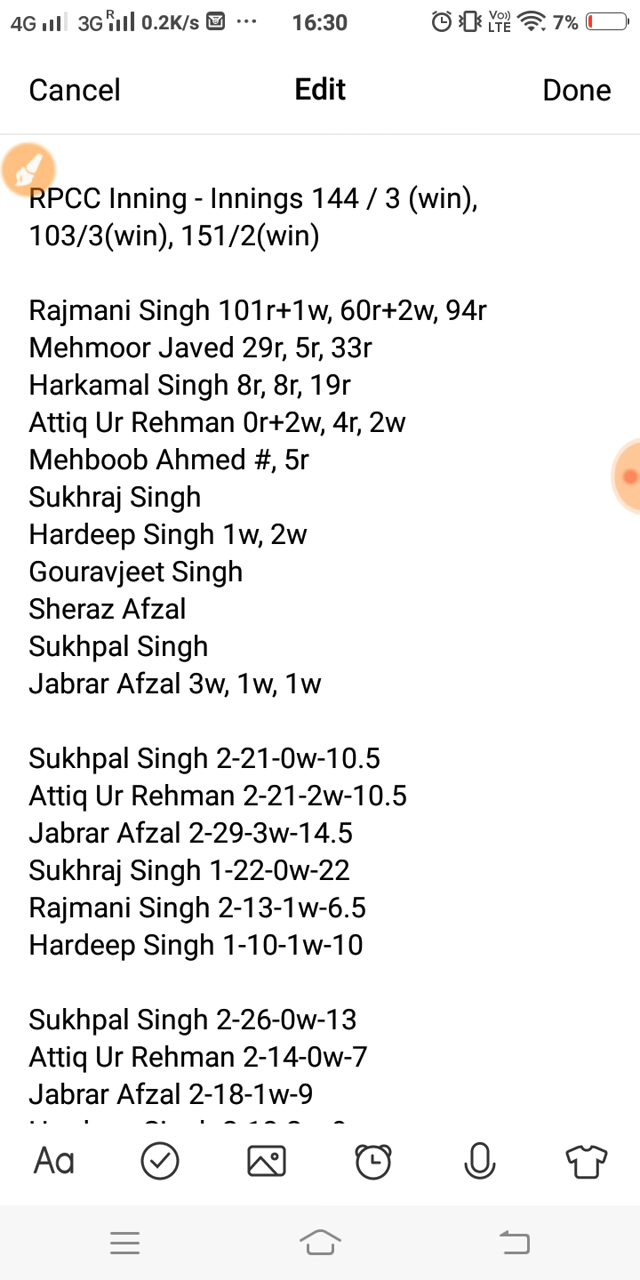 4G 3G R 0.2K/s ... 16:30 Vo) LTE 7%
Cancel Edit Done
RPCC Inning - Innings 144 / 3 (win),
103/3(win), 151/2(win)
Rajmani Singh 101r+1w, 60r+2w, 94r
Mehmoor Javed 29r, 5r, 33r
Harkamal Singh 8r, 8r, 19r
Attiq Ur Rehman 0r+2w, 4r, 2w
Mehboob Ahmed #, 5r
Sukhraj Singh
Hardeep Singh 1w, 2w
Gouravjeet Singh
Sheraz Afzal
Sukhpal Singh
Jabrar Afzal 3w, 1w, 1w
Sukhpal Singh 2-21-0w-10.5
Attiq Ur Rehman 2-21-2w-10.5
Jabrar Afzal 2-29-3w-14.5
Sukhraj Singh 1-22-0w-22
Rajmani Singh 2-13-1w-6.5
Hardeep Singh 1-10-1w-10
Sukhpal Singh 2-26-0w-13
Attiq Ur Rehman 2-14-0w-7
Jabrar Afzal 2-18-1w-9
Aa